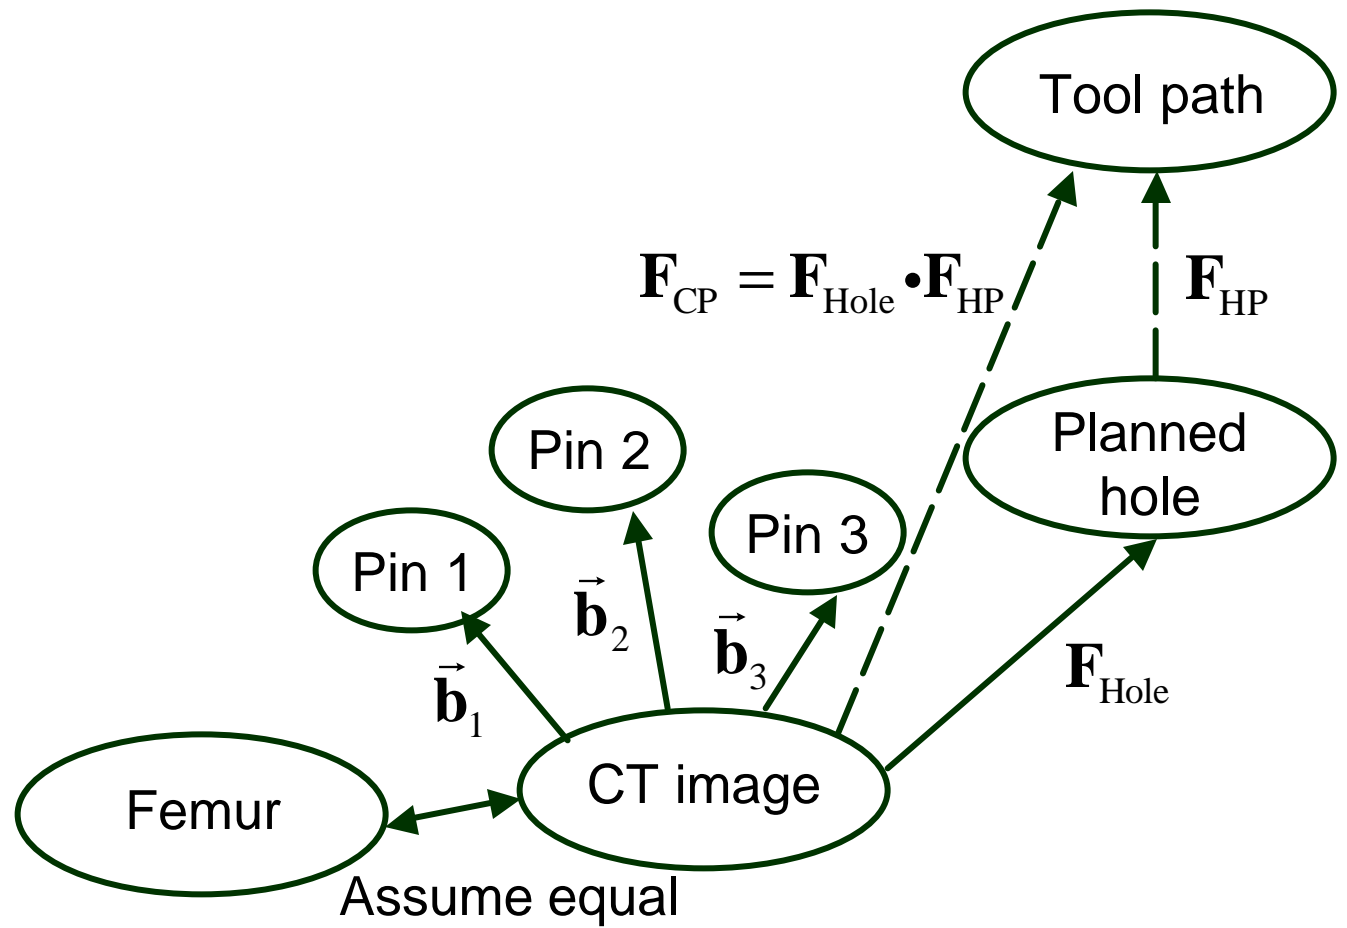 Tool path
F_CP = F_Hole • F_HP
F_HP
Planned
hole
Pin 2
Pin 3
Pin 1
b⃗_2
b⃗_3
b⃗_1
F_Hole
CT image
Femur
Assume equal